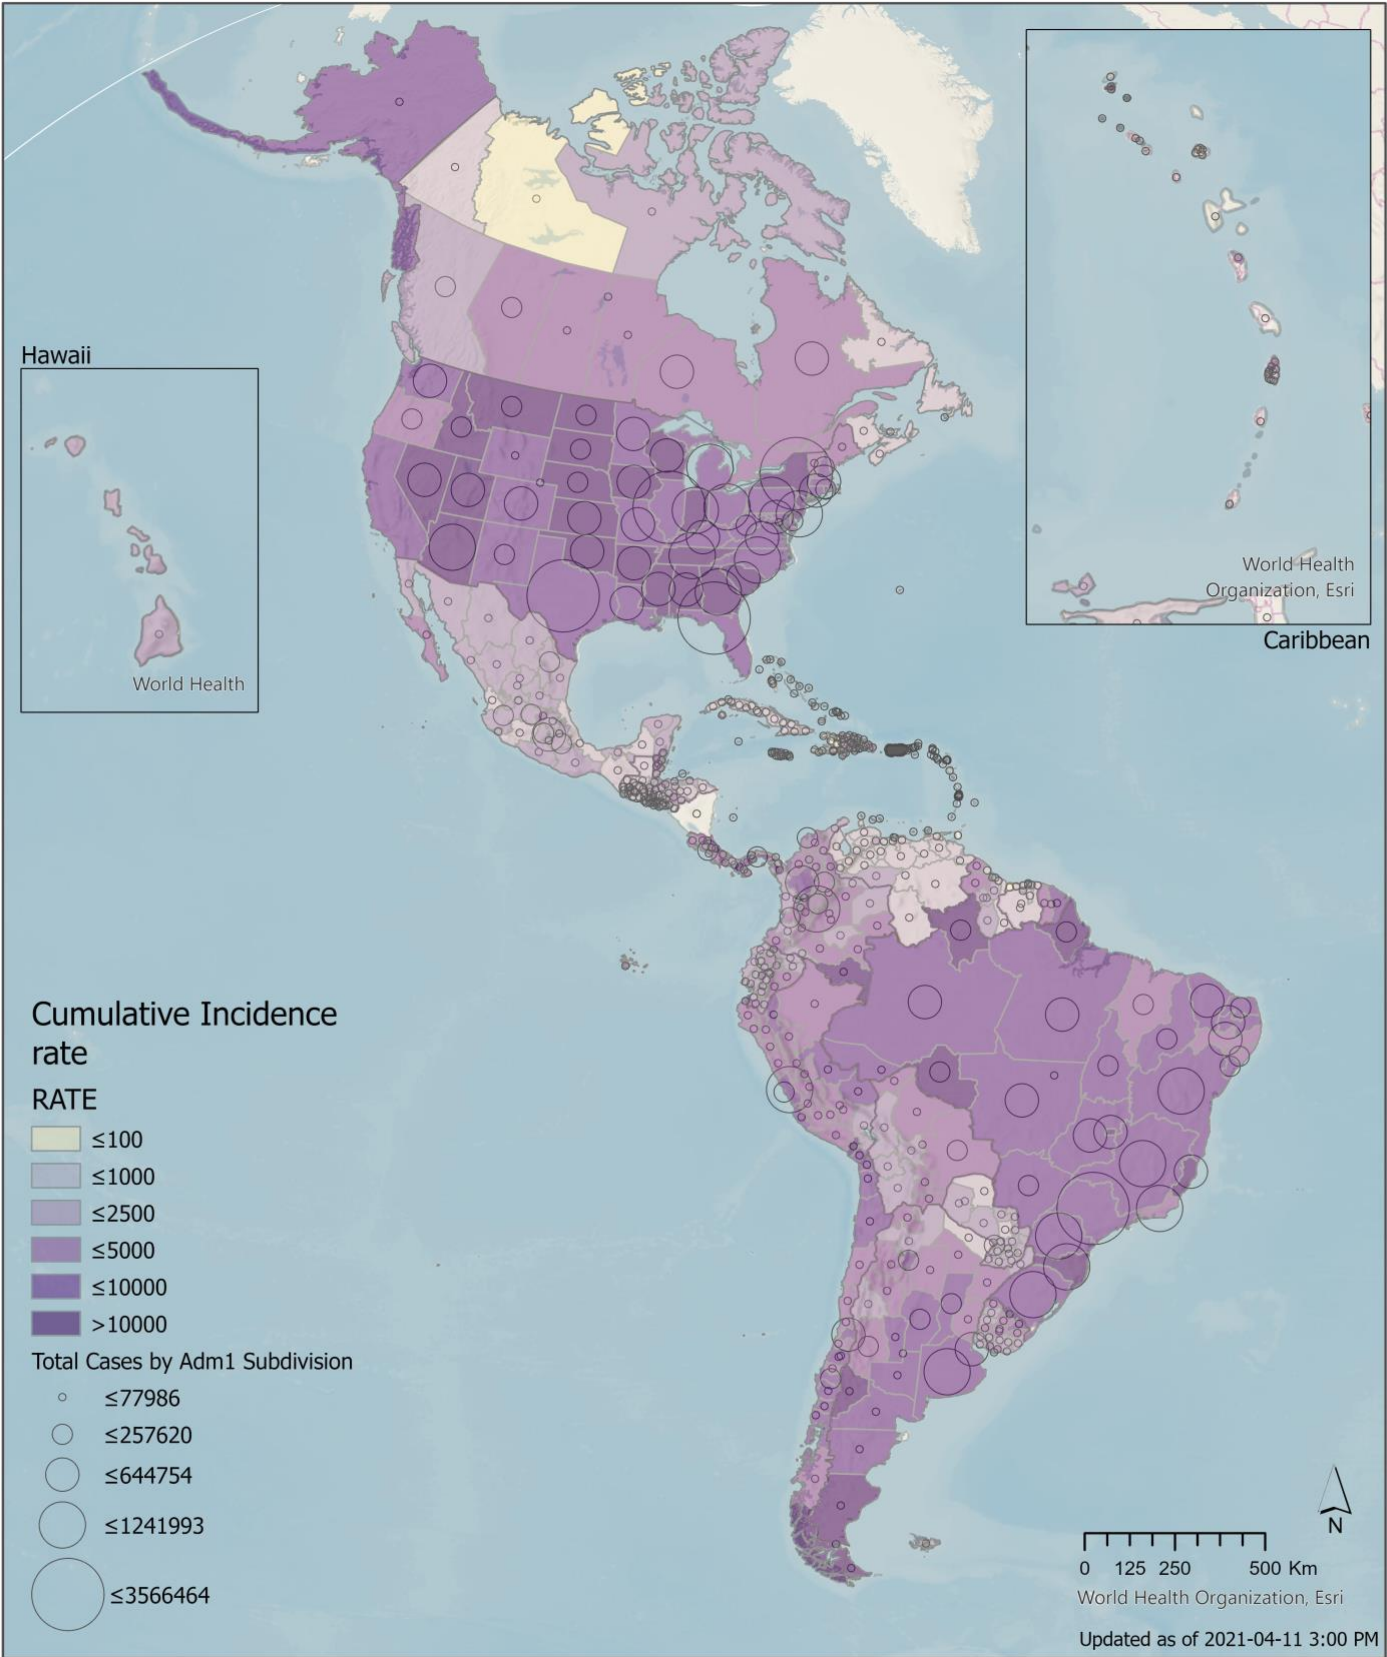 Hawaii
World Health
World Health
Organization, Esri
Caribbean
Cumulative Incidence
rate
RATE
≤100
≤1000
≤2500
≤5000
≤10000
>10000
Total Cases by Adm1 Subdivision
≤77986
≤257620
≤644754
≤1241993
≤3566464
N
0 125 250 500 Km
World Health Organization, Esri
Updated as of 2021-04-11 3:00 PM